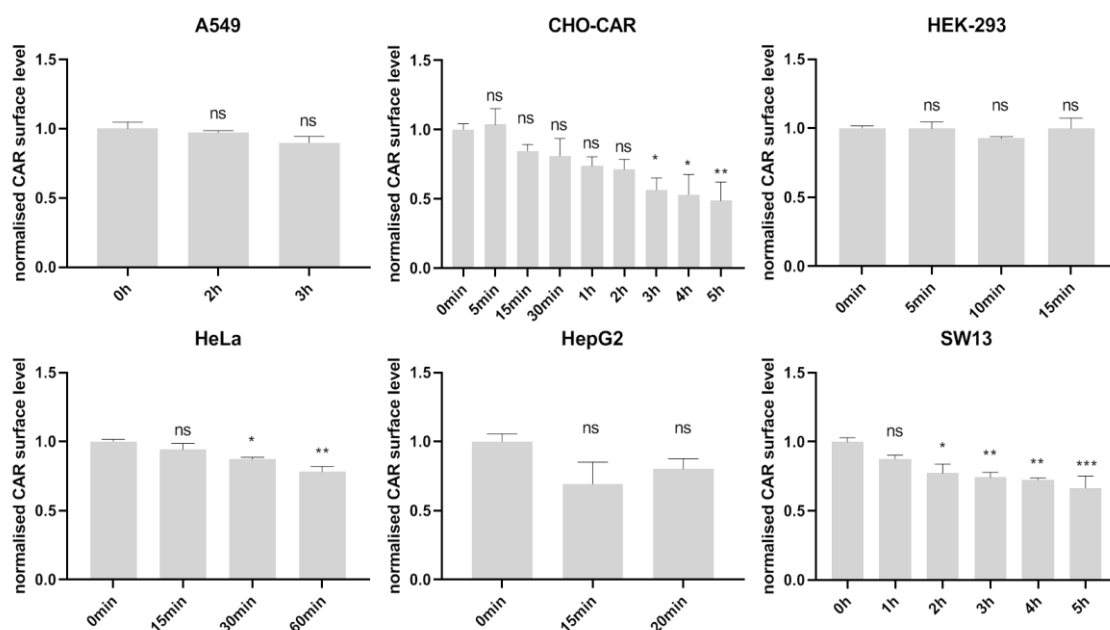 A549
normalised CAR surface level
1.5
1.0
0.5
0.0
ns
ns
0h
2h
3h
CHO-CAR
normalised CAR surface level
1.5
1.0
0.5
0.0
ns
ns
ns
ns
ns
*
*
**
0min
5min
15min
30min
1h
2h
3h
4h
5h
HEK-293
normalised CAR surface level
1.5
1.0
0.5
0.0
ns
ns
ns
0min
5min
10min
15min
HeLa
normalised CAR surface level
1.5
1.0
0.5
0.0
ns
*
**
0min
15min
30min
60min
HepG2
normalised CAR surface level
1.5
1.0
0.5
0.0
ns
ns
0min
15min
20min
SW13
normalised CAR surface level
1.5
1.0
0.5
0.0
ns
*
**
**
***
0h
1h
2h
3h
4h
5h